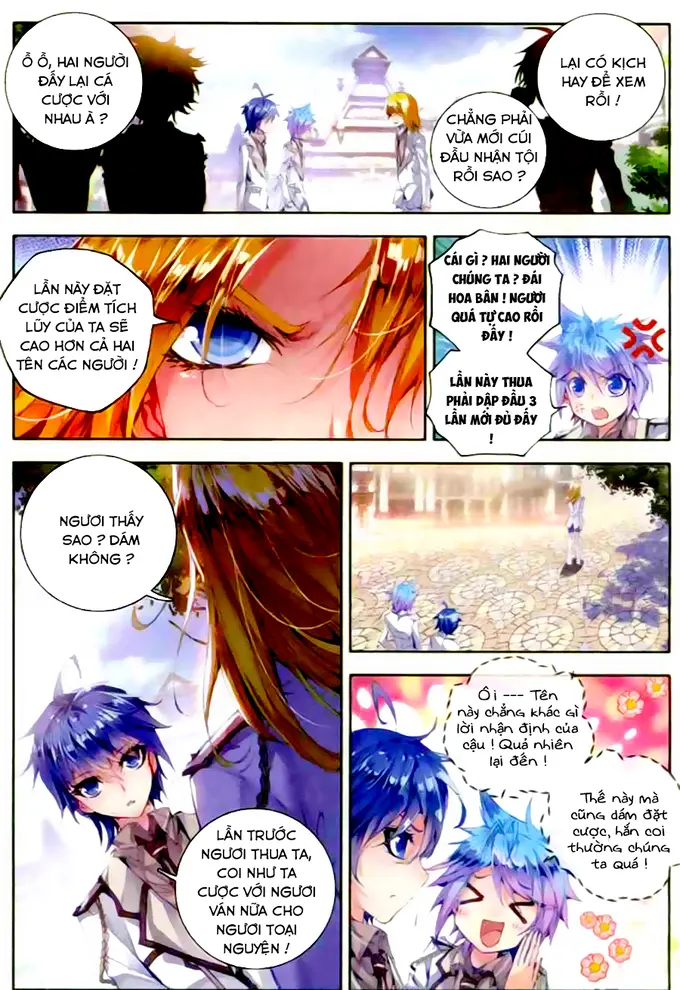 Ồ Ồ, HAI NGƯỜI
ĐẤY LẠI CÁ
CƯỢC VỚI
NHAU À ?
CHẲNG PHẢI
VỪA MỚI CÚI
ĐẦU NHẬN TỘI
RỒI SAO ?
LẠI CÓ KỊCH
HAY ĐỂ XEM
RỒI !
LẦN NÀY ĐẶT
CƯỢC ĐIỂM TÍCH
LŨY CỦA TA SẼ
CAO HƠN CẢ HAI
TÊN CÁC NGƯỜI !
CÁI GÌ ? HAI NGƯỜI
CHÚNG TA ? ĐÁI
HOA BÂN ! NGƯƠI
QUÁ TỰ CAO RỒI
ĐẤY !
LẦN NÀY THUA
PHẢI DẬP ĐẦU 3
LẦN MỚI ĐỦ ĐẤY
!
NGƯƠI THẤY
SAO ? DÁM
KHÔNG ?
LẦN TRƯỚC
NGƯƠI THUA TA,
COI NHƯ TA
CƯỢC VỚI NGƯƠI
VÁN NỮA CHO
NGƯƠI TOẠI
NGUYỆN !
Ôi --- Tên
này chẳng khác gì
lời nhận định của
cậu ! Quả nhiên
lại đến !
Thế này mà
cũng dám đặt
cược, hắn coi
thường chúng
ta quá !